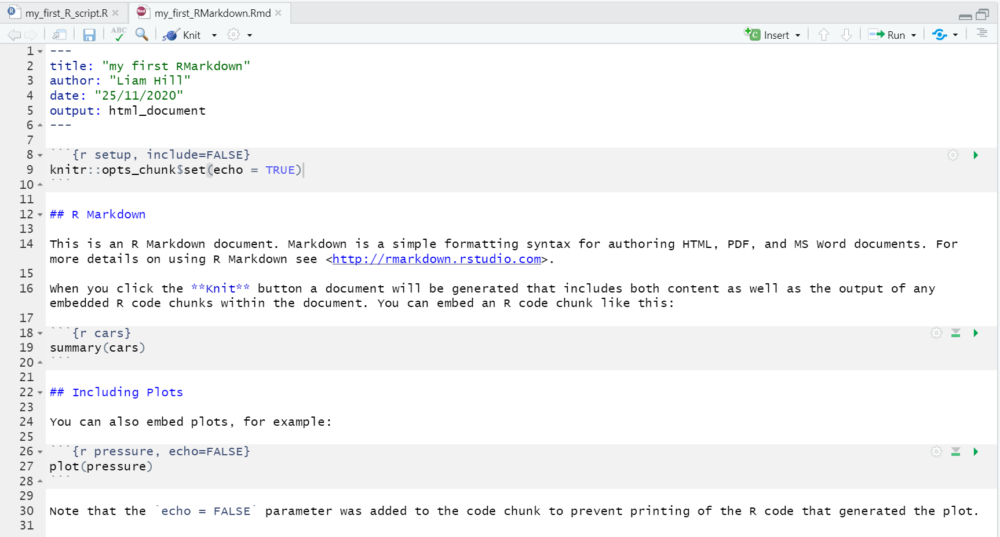 my_first_R_script.R
my_first_RMarkdown.Rmd
ABC
Knit
Insert
Run
1 ---
2 title: "my first RMarkdown"
3 author: "Liam Hill"
4 date: "25/11/2020"
5 output: html_document
6 ---
7
8 ```{r setup, include=FALSE}
9 knitr::opts_chunk$set(echo = TRUE)
10 ```
11
12 ## R Markdown
13
14 This is an R Markdown document. Markdown is a simple formatting syntax for authoring HTML, PDF, and MS Word documents. For
more details on using R Markdown see <http://rmarkdown.rstudio.com>.
15
16 When you click the **Knit** button a document will be generated that includes both content as well as the output of any
embedded R code chunks within the document. You can embed an R code chunk like this:
17
18 ```{r cars}
19 summary(cars)
20 ```
21
22 ## Including Plots
23
24 You can also embed plots, for example:
25
26 ```{r pressure, echo=FALSE}
27 plot(pressure)
28 ```
29
30 Note that the `echo = FALSE` parameter was added to the code chunk to prevent printing of the R code that generated the plot.
31